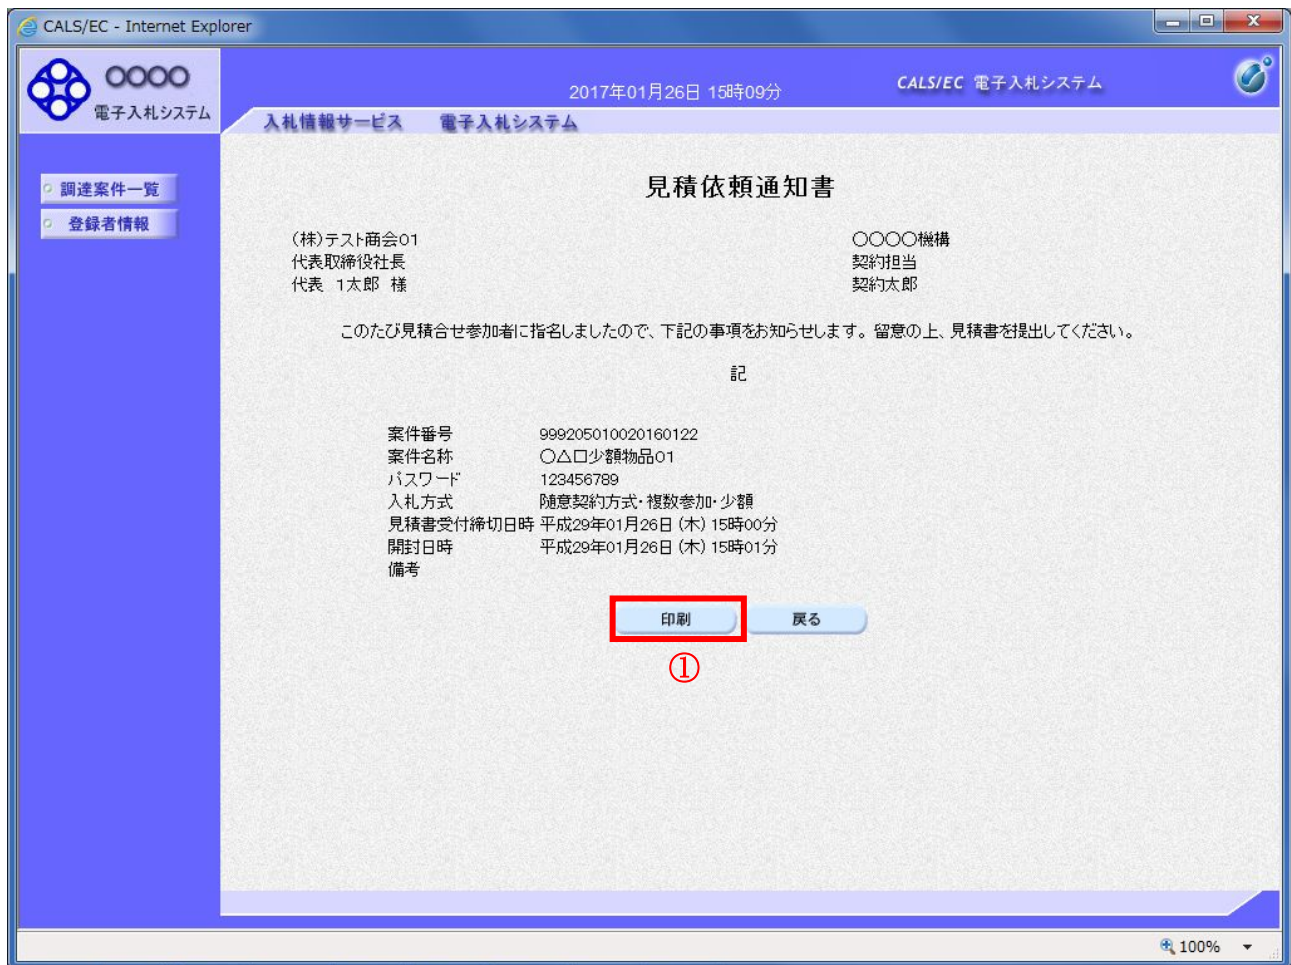 CALS/EC - Internet Explorer
○○○○
電子入札システム
2017年01月26日 15時09分
CALS/EC 電子入札システム
入札情報サービス 電子入札システム
調達案件一覧
登録者情報
見積依頼通知書
(株)テスト商会01
代表取締役社長
代表 1太郎 様
○○○○機構
契約担当
契約太郎
このたび見積合せ参加者に指名しましたので、下記の事項をお知らせします。留意の上、見積書を提出してください。
記
案件番号 999205010020160122
案件名称 ○△□少額物品01
パスワード 123456789
入札方式 随意契約方式・複数参加・少額
見積書受付締切日時 平成29年01月26日(木) 15時00分
開封日時 平成29年01月26日(木) 15時01分
備考
印刷 戻る
①
100%